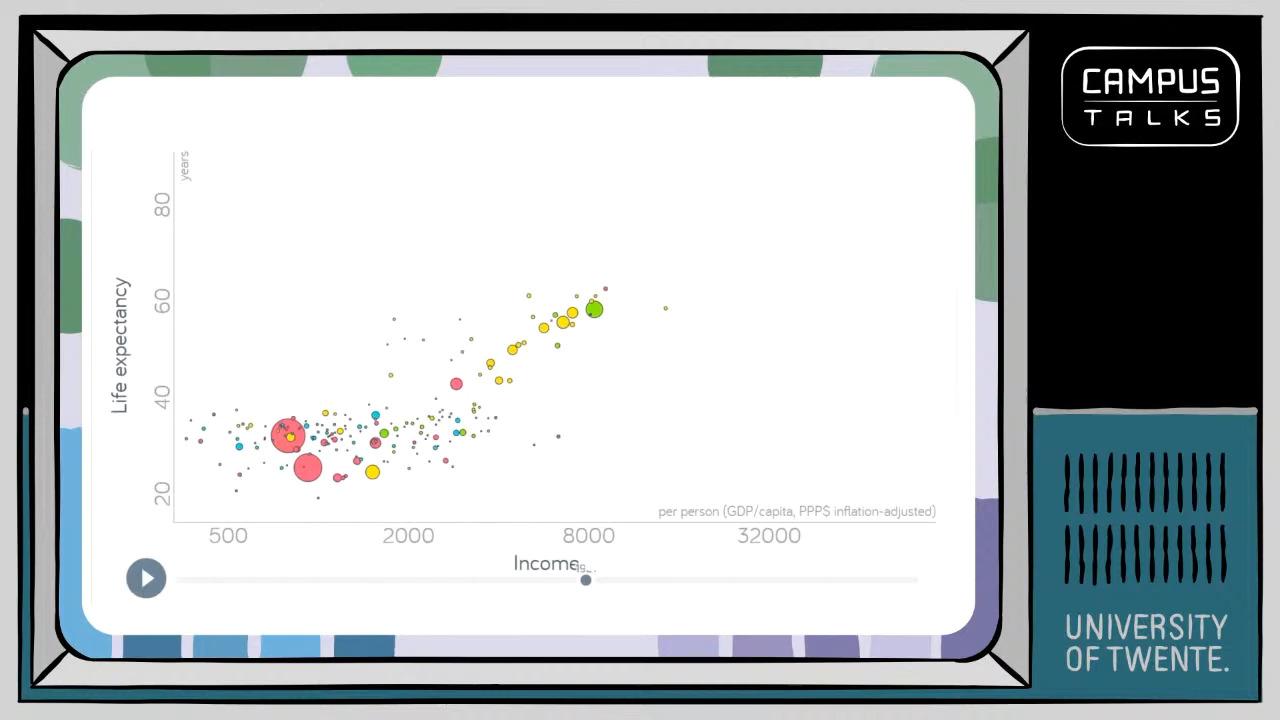 CAMPUS
TALKS
years
80
60
40
20
Life expectancy
per person (GDP/capita, PPP$ inflation-adjusted)
500
2000
8000
32000
Income
UNIVERSITY
OF TWENTE.